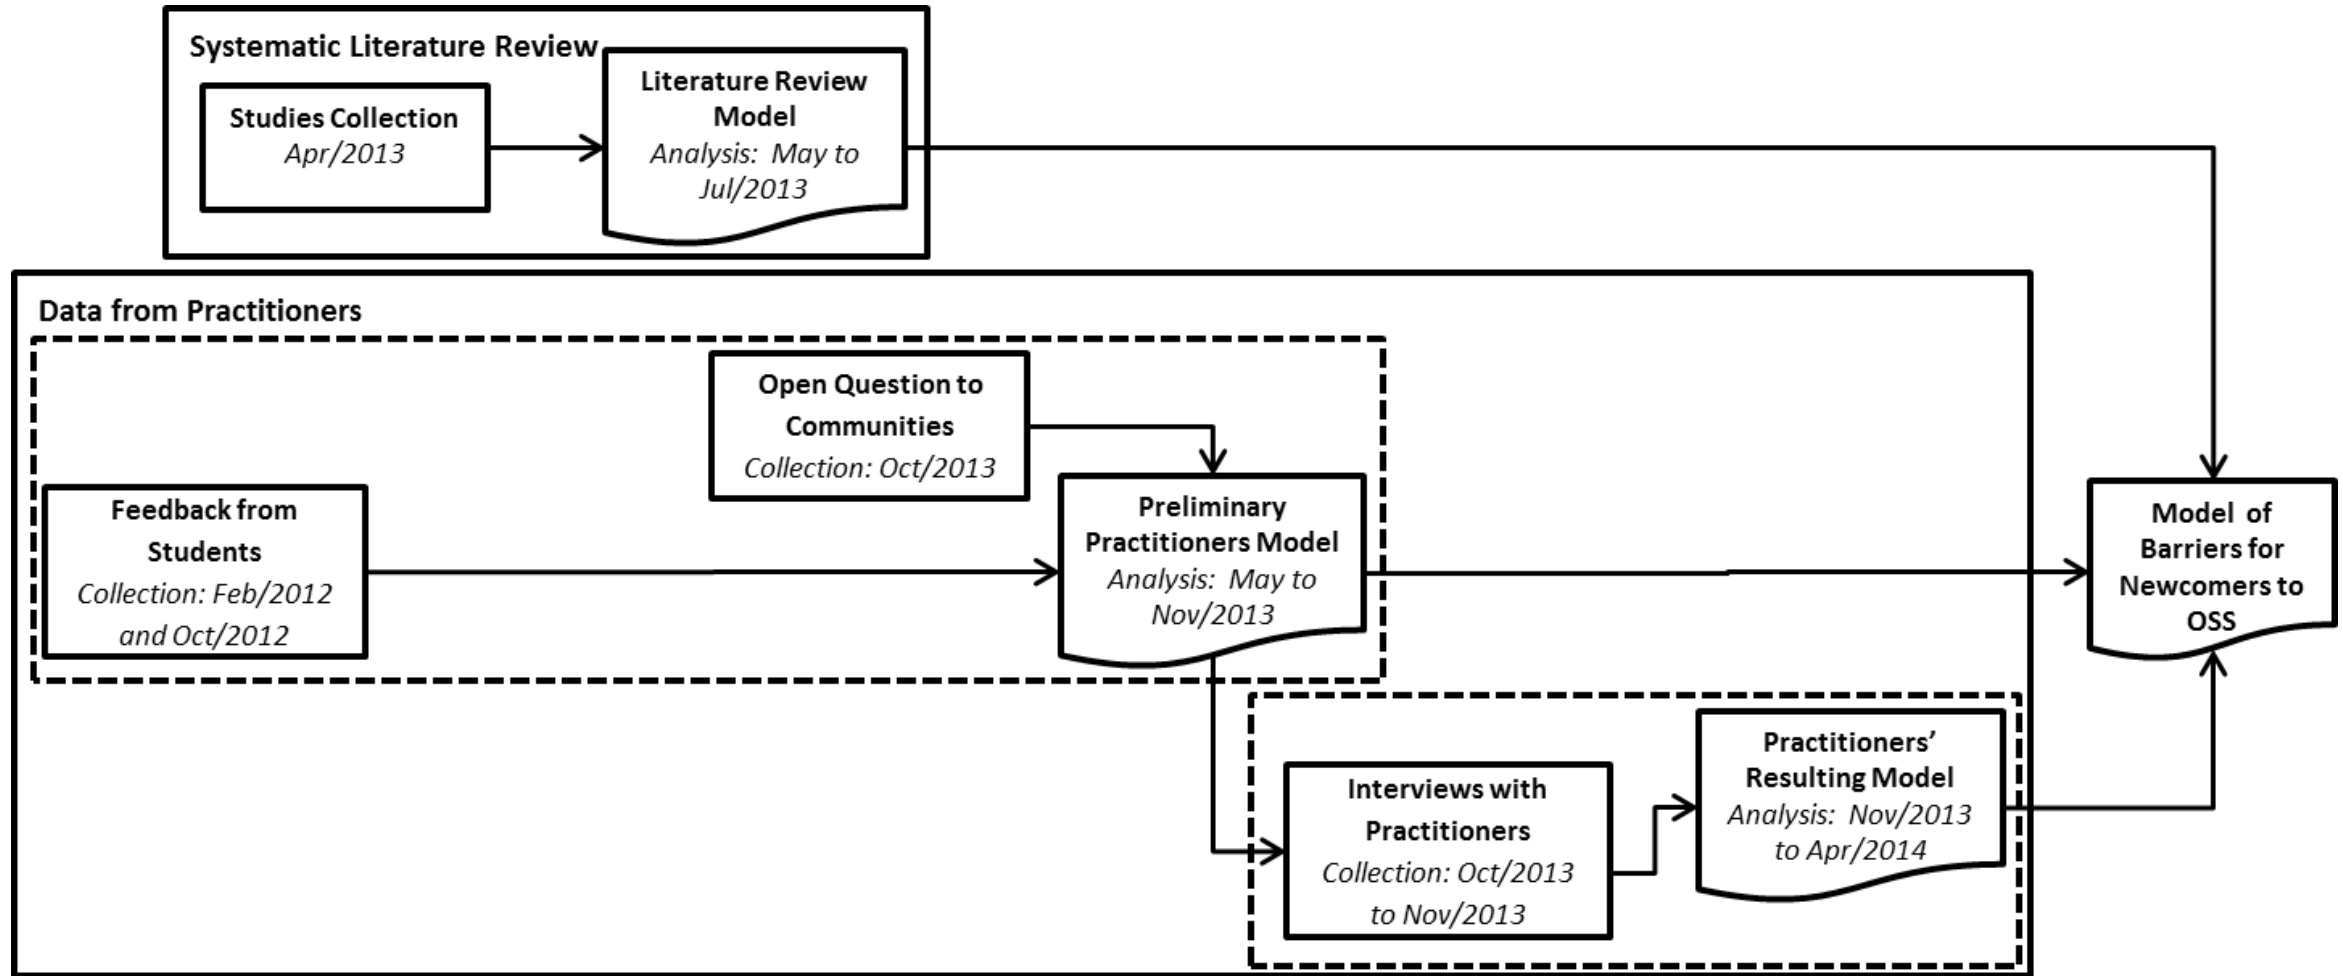 Systematic Literature Review
Studies Collection
Apr/2013
Literature Review
Model
Analysis: May to
Jul/2013
Data from Practitioners
Open Question to
Communities
Collection: Oct/2013
Feedback from
Students
Collection: Feb/2012
and Oct/2012
Preliminary
Practitioners Model
Analysis: May to
Nov/2013
Model of
Barriers for
Newcomers to
OSS
Interviews with
Practitioners
Collection: Oct/2013
to Nov/2013
Practitioners’
Resulting Model
Analysis: Nov/2013
to Apr/2014